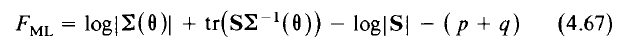 F_ML = log|Σ(θ)| + tr(SΣ⁻¹(θ)) − log|S| − (p + q) (4.67)